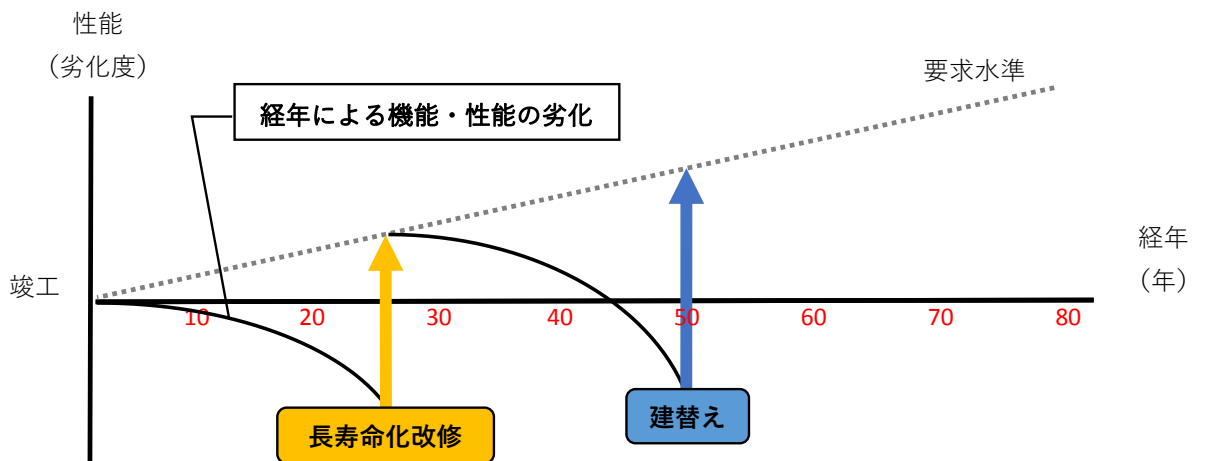 性能
（劣化度）
要求水準
経年による機能・性能の劣化
経年
（年）
竣工
10
20
30
40
50
60
70
80
建替え
長寿命化改修